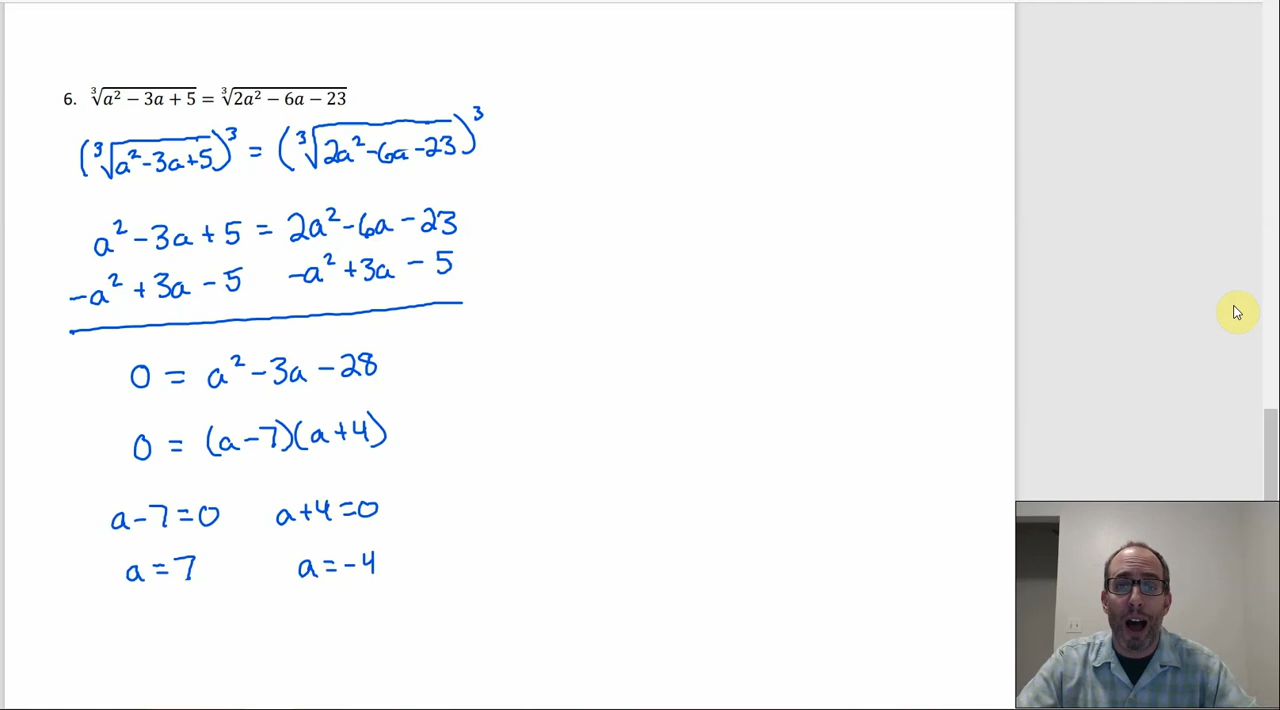 6. ∛(a² − 3a + 5) = ∛(2a² − 6a − 23)
(∛(a²-3a+5))³ = (∛(2a²-6a-23))³
a² -3a + 5 = 2a² -6a - 23
-a² + 3a - 5 -a² + 3a - 5
0 = a² - 3a - 28
0 = (a-7)(a+4)
a-7=0 a+4=0
a=7 a=-4